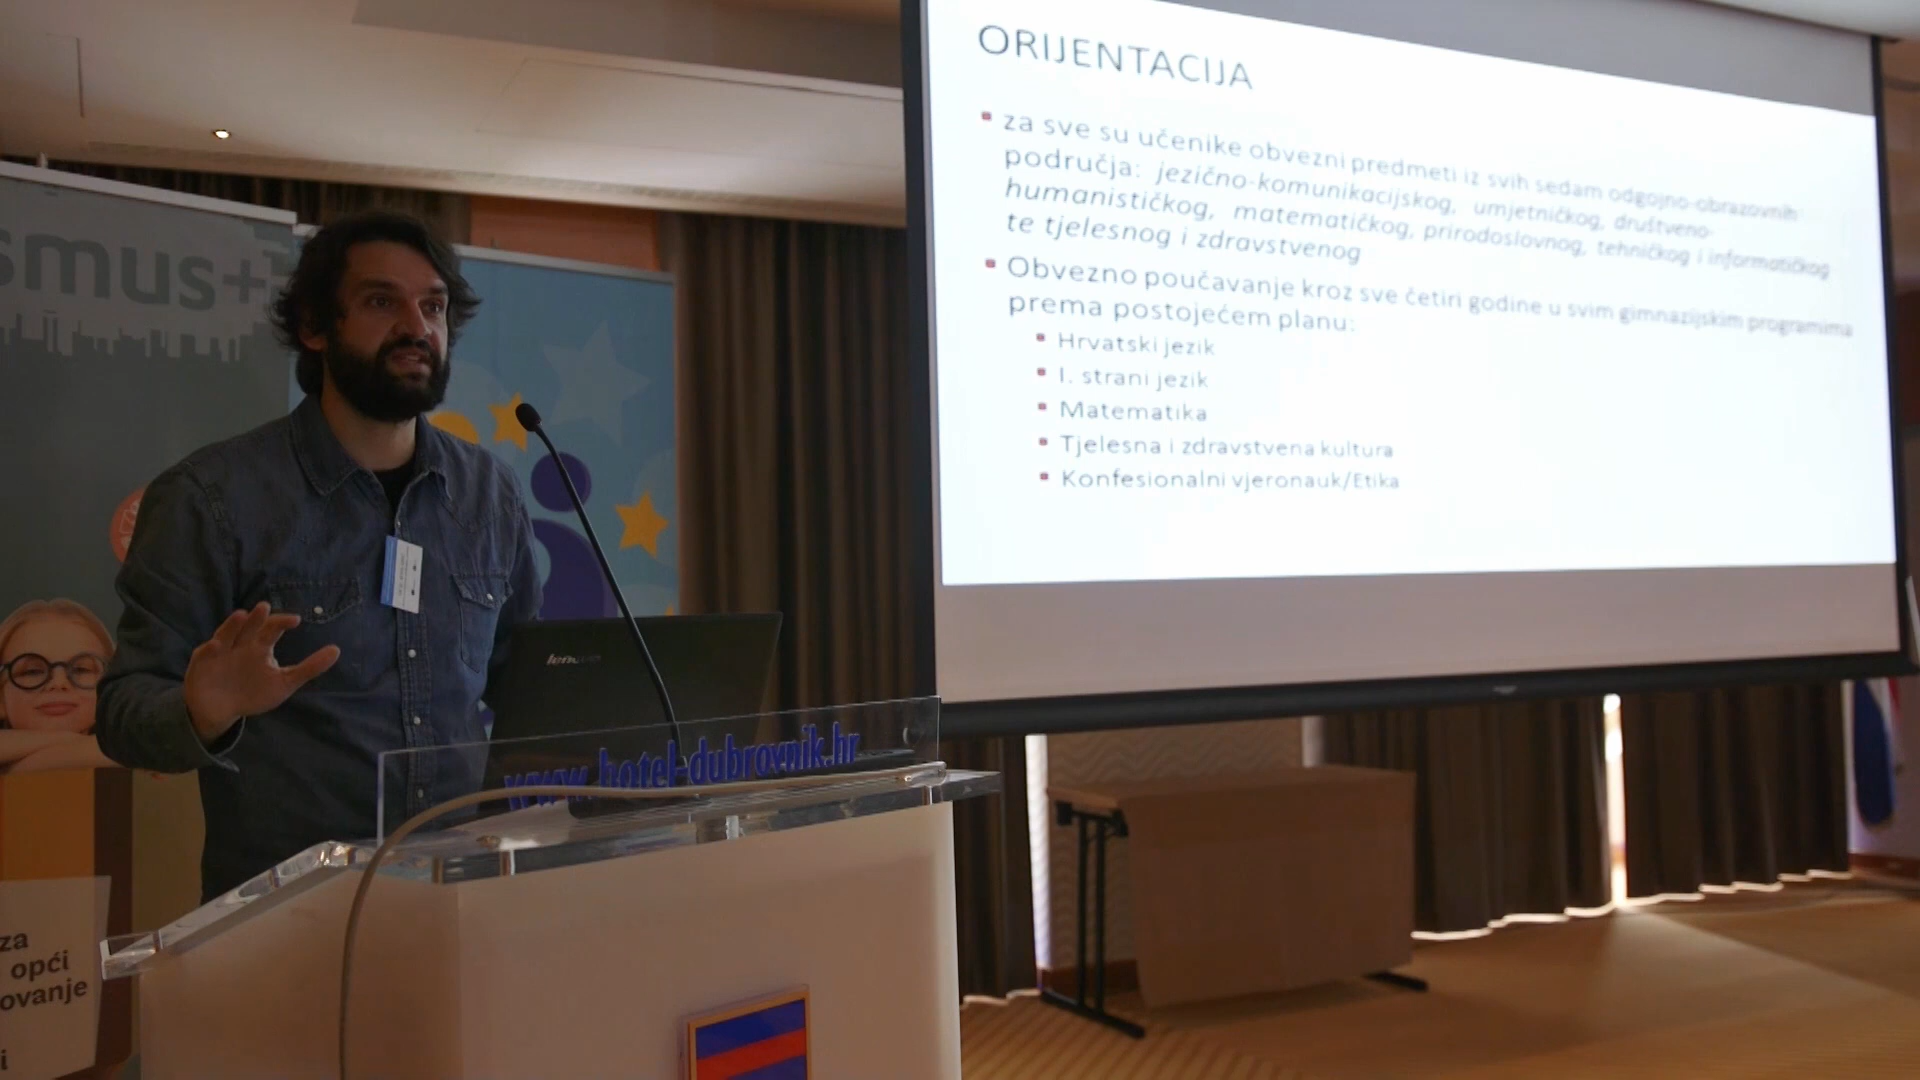 smus+
ORIJENTACIJA
za sve su učenike obvezni predmeti iz svih sedam odgojno-obrazovnih
područja: jezično-komunikacijskog, umjetničkog, društveno-
humanističkog, matematičkog, prirodoslovnog, tehničkog i informatičkog
te tjelesnog i zdravstvenog
Obvezno poučavanje kroz sve četiri godine u svim gimnazijskim programima
prema postojećem planu:
Hrvatski jezik
I. strani jezik
Matematika
Tjelesna i zdravstvena kultura
Konfesionalni vjeronauk/Etika
lenovo
www.hotel-dubrovnik.hr
za
opći
ovanje
i